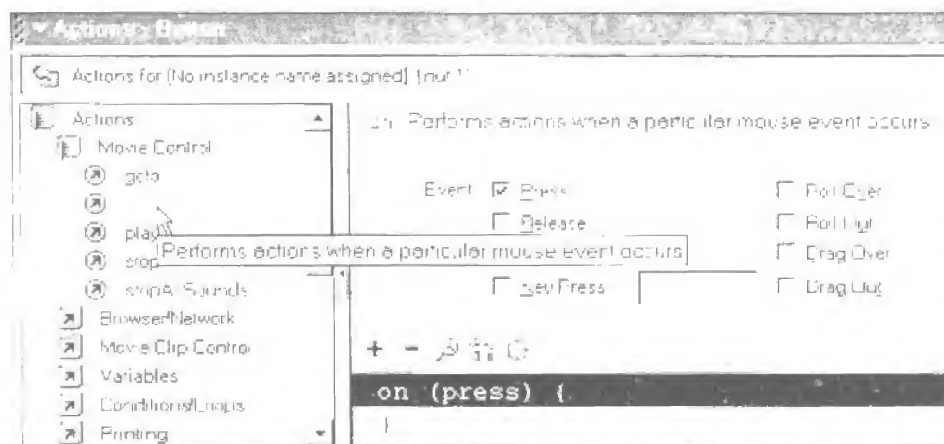 Actions - Button
Actions for [No instance name assigned]
Actions
Movie Control
goto
play
stop
stopAllSounds
Browser/Network
Movie Clip Control
Variables
Conditions/Loops
Printing
Performs actions when a particular mouse event occurs
on Performs actions when a particular mouse event occurs
Event Press
Release
Key Press
Roll Over
Roll Out
Drag Over
Drag Out
on (press) {
}